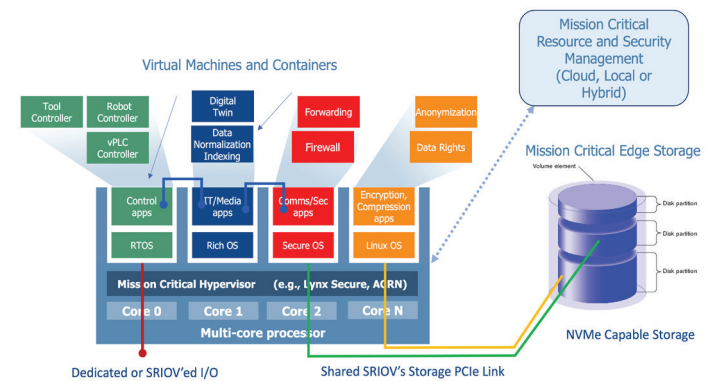 Mission Critical
Resource and Security
Management
(Cloud, Local or
Hybrid)
Virtual Machines and Containers
Tool
Controller
Robot
Controller
vPLC
Controller
Digital
Twin
Data
Normalization
Indexing
Forwarding
Firewall
Anonymization
Data Rights
Mission Critical Edge Storage
Volume element
Disk partition
Disk partition
Disk partition
NVMe Capable Storage
Control
apps
IT/Media
apps
Comms/Sec
apps
Encryption,
Compression
apps
RTOS
Rich OS
Secure OS
Linux OS
Mission Critical Hypervisor (e.g., Lynx Secure, ACRN)
Core 0
Core 1
Core 2
Core N
Multi-core processor
Dedicated or SRIOV'ed I/O
Shared SRIOV's Storage PCIe Link